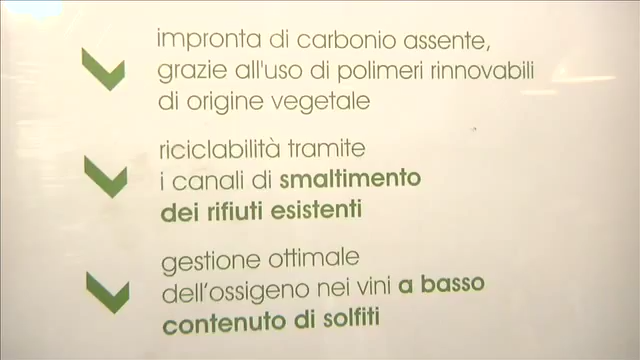 impronta di carbonio assente,
grazie all'uso di polimeri rinnovabili
di origine vegetale
riciclabilità tramite
i canali di smaltimento
dei rifiuti esistenti
gestione ottimale
dell'ossigeno nei vini a basso
contenuto di solfiti